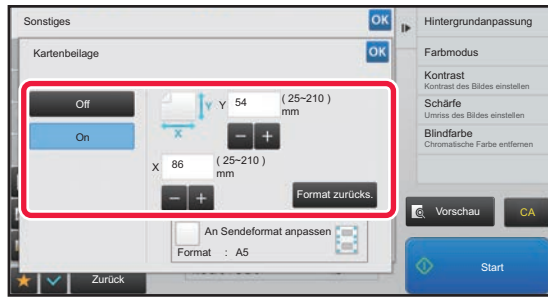 Sonstiges
OK
Kartenbeilage
OK
Off
On
Y
Y 54 (25~210) mm
X
X 86 (25~210) mm
Format zurücks.
An Sendeformat anpassen
Format : A5
Zurück
Hintergrundanpassung
Farbmodus
Kontrast
Kontrast des Bildes einstellen
Schärfe
Umriss des Bildes einstellen
Blindfarbe
Chromatische Farbe entfernen
Vorschau
CA
Start